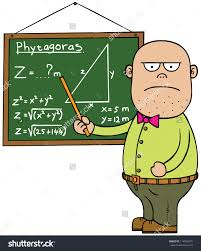 Phytagoras
Z = ...? m
Z² = x² + y²
Z = √(x² + y²)
Z = √(25 + 144)
Z
y
x
x = 5 m
y = 12 m
shutterstock